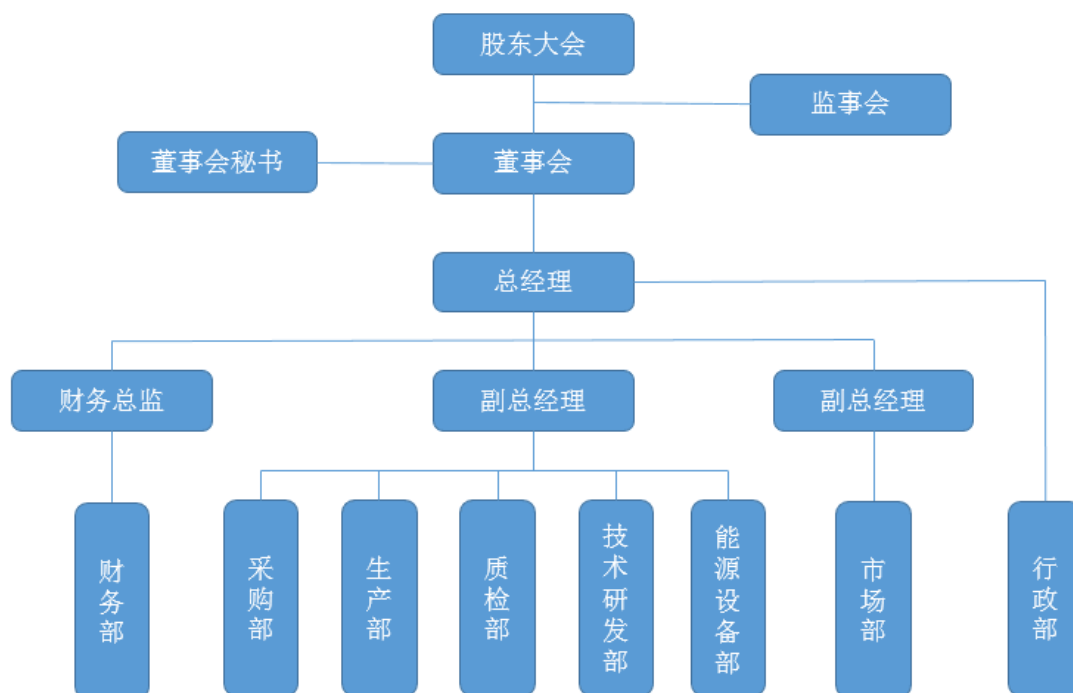 股东大会
监事会
董事会秘书
董事会
总经理
财务总监
副总经理
副总经理
财务部
采购部
生产部
质检部
技术研发部
能源设备部
市场部
行政部